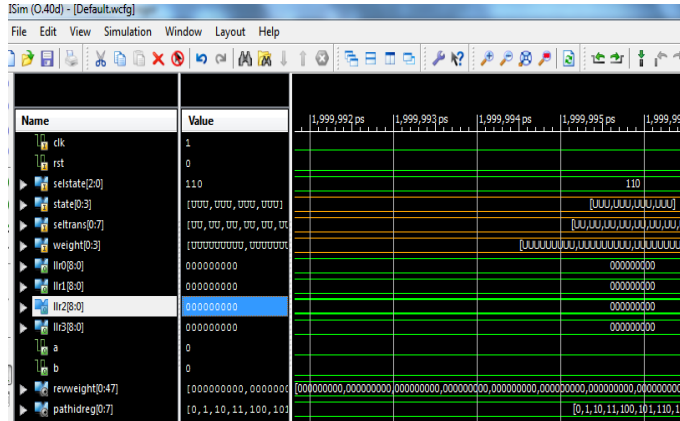 ISim (O.40d) - [Default.wcfg]
File Edit View Simulation Window Layout Help
Name Value 1,999,992 ps 1,999,993 ps 1,999,994 ps 1,999,995 ps
clk 1
rst 0
selstate[2:0] 110 110
state[0:3] [UUU,UUU,UUU,UUU] [UUU,UUU,UUU,UUU]
seltrans[0:7] [UU,UU,UU,UU,UU,UU [UU,UU,UU,UU,UU,UU,UU,
weight[0:3] [UUUUUUUUU,UUUUUU [UUUUUUUUU,UUUUUUUUU,UUUUUUUU
llr0[8:0] 000000000 000000000
llr1[8:0] 000000000 000000000
llr2[8:0] 000000000 000000000
llr3[8:0] 000000000 000000000
a 0
b 0
revweight[0:47] [000000000,000000 [000000000,000000000,000000000,000000000,000000000,000000000,000000000,00000000
pathidreg[0:7] [0,1,10,11,100,101 [0,1,10,11,100,101,110,1